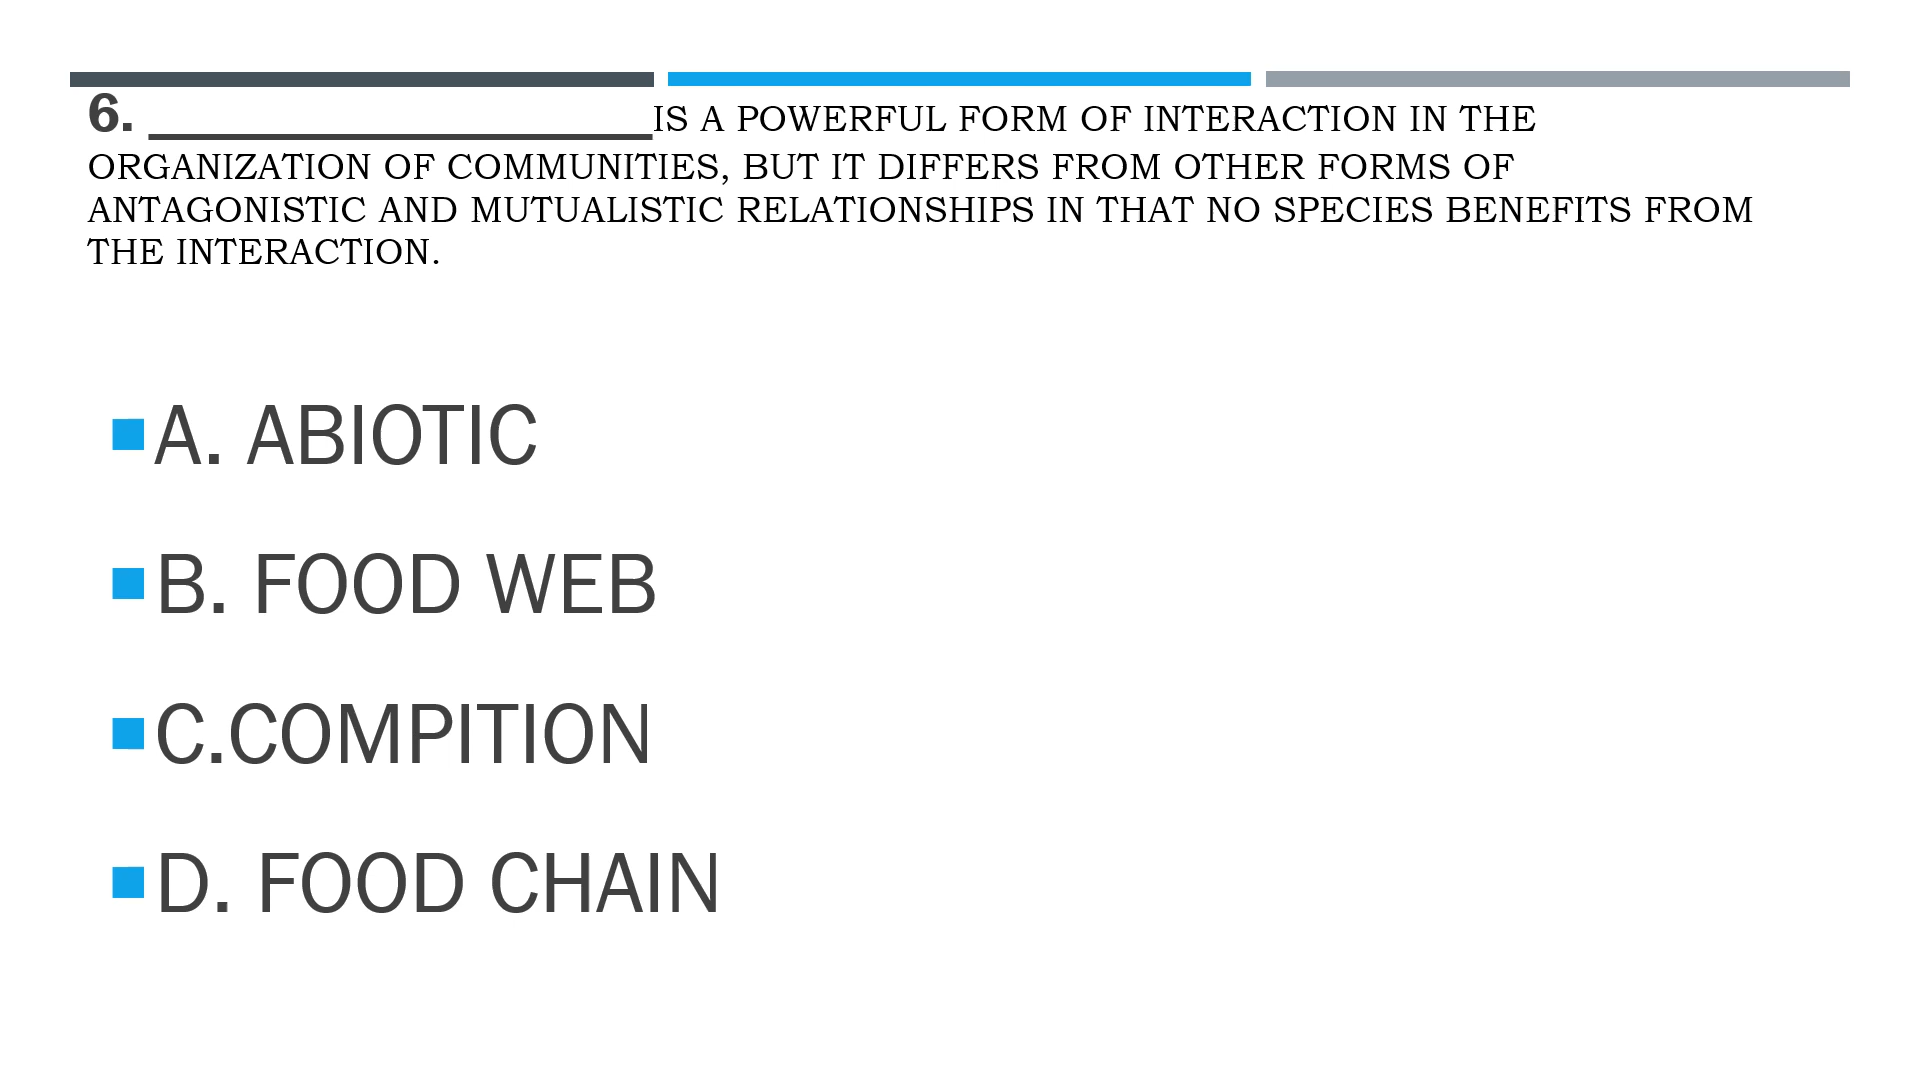 6. ___________________IS A POWERFUL FORM OF INTERACTION IN THE
ORGANIZATION OF COMMUNITIES, BUT IT DIFFERS FROM OTHER FORMS OF
ANTAGONISTIC AND MUTUALISTIC RELATIONSHIPS IN THAT NO SPECIES BENEFITS FROM
THE INTERACTION.
A. ABIOTIC
B. FOOD WEB
C.COMPITION
D. FOOD CHAIN